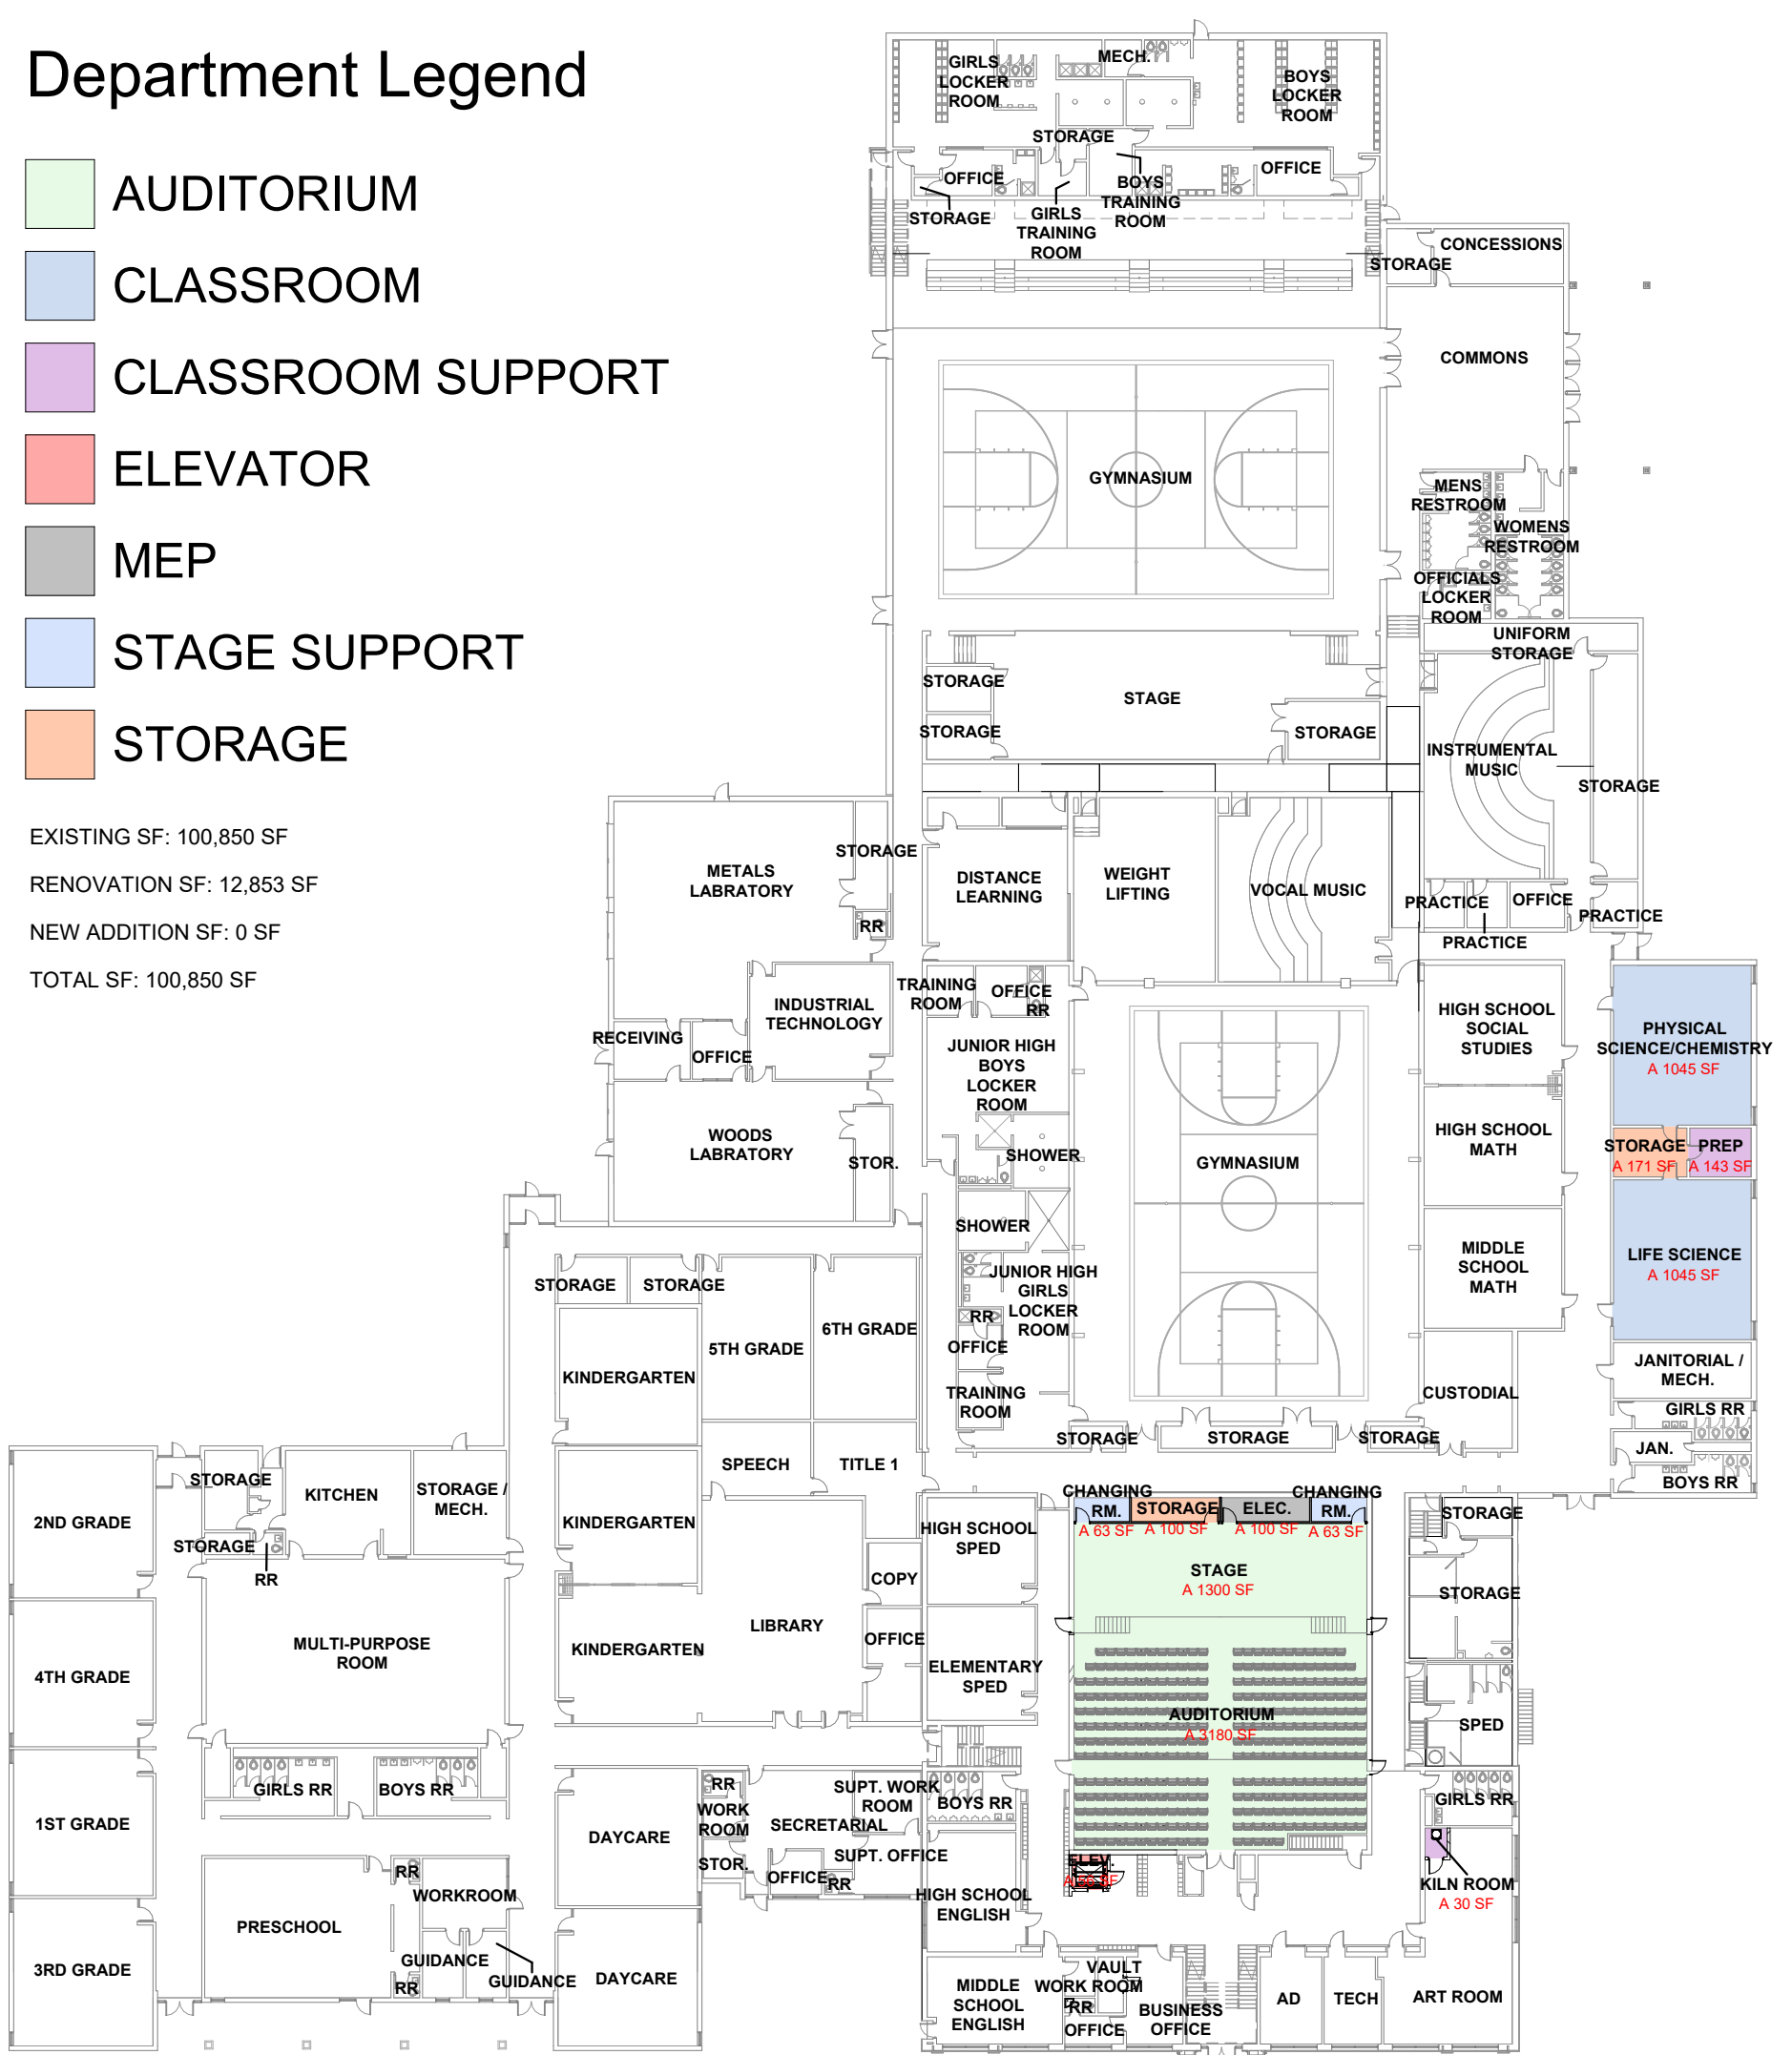 Department Legend
AUDITORIUM
CLASSROOM
CLASSROOM SUPPORT
ELEVATOR
MEP
STAGE SUPPORT
STORAGE
EXISTING SF: 100,850 SF
RENOVATION SF: 12,853 SF
NEW ADDITION SF: 0 SF
TOTAL SF: 100,850 SF
GIRLS
LOCKER
ROOM
MECH.
BOYS
LOCKER
ROOM
STORAGE
OFFICE
STORAGE
GIRLS
TRAINING
ROOM
BOYS
TRAINING
ROOM
OFFICE
CONCESSIONS
STORAGE
COMMONS
GYMNASIUM
MENS
RESTROOM
WOMENS
RESTROOM
OFFICIALS
LOCKER
ROOM
UNIFORM
STORAGE
STORAGE
STORAGE
STAGE
STORAGE
INSTRUMENTAL
MUSIC
STORAGE
METALS
LABRATORY
STORAGE
RR
DISTANCE
LEARNING
WEIGHT
LIFTING
VOCAL MUSIC
PRACTICE
OFFICE
PRACTICE
PRACTICE
INDUSTRIAL
TECHNOLOGY
RECEIVING
OFFICE
TRAINING
ROOM
OFFICE
RR
JUNIOR HIGH
BOYS
LOCKER
ROOM
HIGH SCHOOL
SOCIAL
STUDIES
PHYSICAL
SCIENCE/CHEMISTRY
A 1045 SF
WOODS
LABRATORY
STOR.
SHOWER
GYMNASIUM
HIGH SCHOOL
MATH
STORAGE
A 171 SF
PREP
A 143 SF
SHOWER
MIDDLE
SCHOOL
MATH
LIFE SCIENCE
A 1045 SF
STORAGE
STORAGE
JUNIOR HIGH
GIRLS
LOCKER
ROOM
RR
OFFICE
TRAINING
ROOM
5TH GRADE
6TH GRADE
KINDERGARTEN
CUSTODIAL
JANITORIAL /
MECH.
GIRLS RR
JAN.
BOYS RR
STORAGE
STORAGE
STORAGE
SPEECH
TITLE 1
2ND GRADE
STORAGE
KITCHEN
STORAGE /
MECH.
STORAGE
RR
KINDERGARTEN
HIGH SCHOOL
SPED
CHANGING
RM.
A 63 SF
STORAGE
A 100 SF
ELEC.
A 100 SF
CHANGING
RM.
A 63 SF
STORAGE
STAGE
A 1300 SF
STORAGE
COPY
4TH GRADE
MULTI-PURPOSE
ROOM
KINDERGARTEN
LIBRARY
OFFICE
ELEMENTARY
SPED
AUDITORIUM
A 3180 SF
SPED
GIRLS RR
BOYS RR
1ST GRADE
DAYCARE
RR
WORK
ROOM
STOR.
SECRETARIAL
SUPT. WORK
ROOM
SUPT. OFFICE
OFFICE
RR
BOYS RR
HIGH SCHOOL
ENGLISH
ELEV.
GIRLS RR
KILN ROOM
A 30 SF
RR
WORKROOM
PRESCHOOL
GUIDANCE
GUIDANCE
RR
3RD GRADE
DAYCARE
MIDDLE
SCHOOL
ENGLISH
VAULT
WORK ROOM
RR
OFFICE
BUSINESS
OFFICE
AD
TECH
ART ROOM